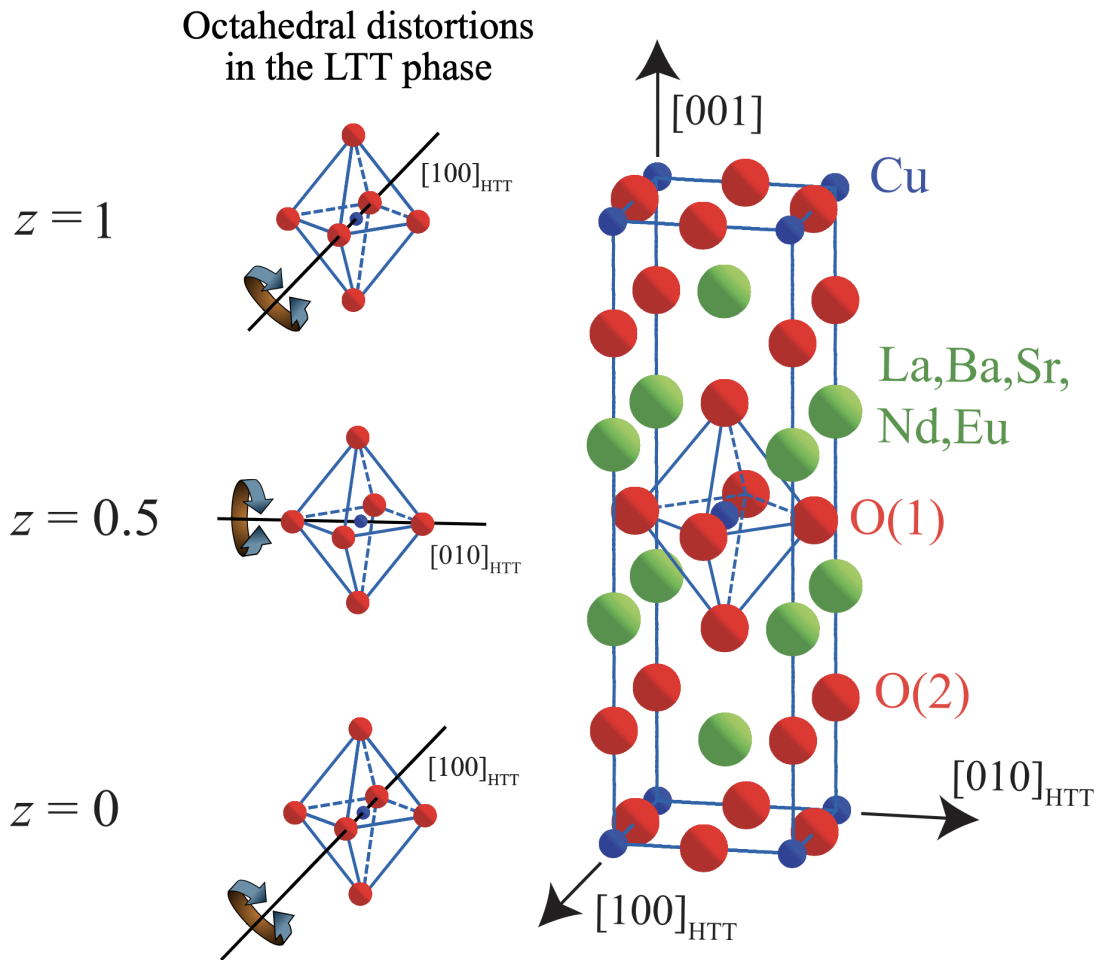 Octahedral distortions
in the LTT phase
[100]HTT
z = 1
[010]HTT
z = 0.5
[100]HTT
z = 0
[001]
Cu
La,Ba,Sr,
Nd,Eu
O(1)
O(2)
[010]HTT
[100]HTT